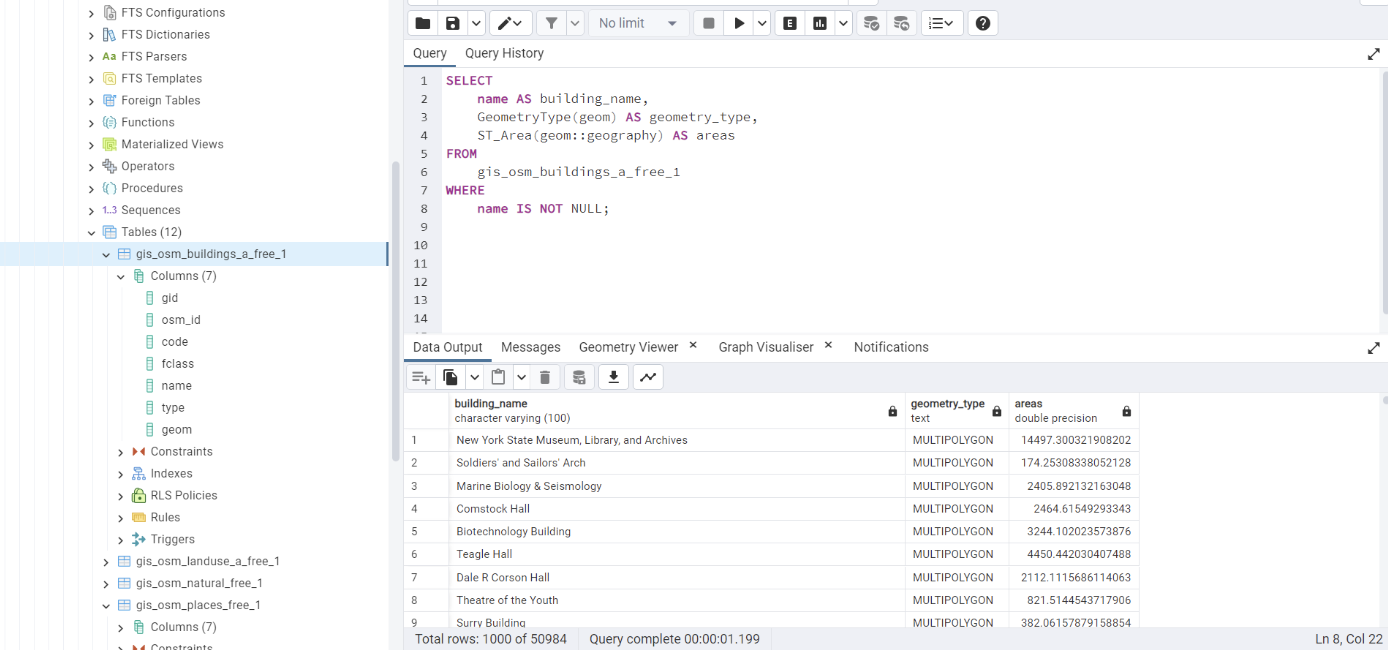 FTS Configurations
FTS Dictionaries
Aa FTS Parsers
FTS Templates
Foreign Tables
Functions
Materialized Views
Operators
Procedures
1..3 Sequences
Tables (12)
gis_osm_buildings_a_free_1
Columns (7)
gid
osm_id
code
fclass
name
type
geom
Constraints
Indexes
RLS Policies
Rules
Triggers
gis_osm_landuse_a_free_1
gis_osm_natural_free_1
gis_osm_places_free_1
Columns (7)
Constraints
No limit
E
Query Query History
1 SELECT
2 name AS building_name,
3 GeometryType(geom) AS geometry_type,
4 ST_Area(geom::geography) AS areas
5 FROM
6 gis_osm_buildings_a_free_1
7 WHERE
8 name IS NOT NULL;
9
10
11
12
13
14
Data Output Messages Geometry Viewer Graph Visualiser Notifications
building_name geometry_type areas
character varying (100) text double precision
1 New York State Museum, Library, and Archives MULTIPOLYGON 14497.300321908202
2 Soldiers' and Sailors' Arch MULTIPOLYGON 174.25308338052128
3 Marine Biology & Seismology MULTIPOLYGON 2405.892132163048
4 Comstock Hall MULTIPOLYGON 2464.61549293343
5 Biotechnology Building MULTIPOLYGON 3244.102023573876
6 Teagle Hall MULTIPOLYGON 4450.442030407488
7 Dale R Corson Hall MULTIPOLYGON 2112.1115686114063
8 Theatre of the Youth MULTIPOLYGON 821.5144543717906
9 Surry Building MULTIPOLYGON 382.06157879158854
Total rows: 1000 of 50984 Query complete 00:00:01.199 Ln 8, Col 22